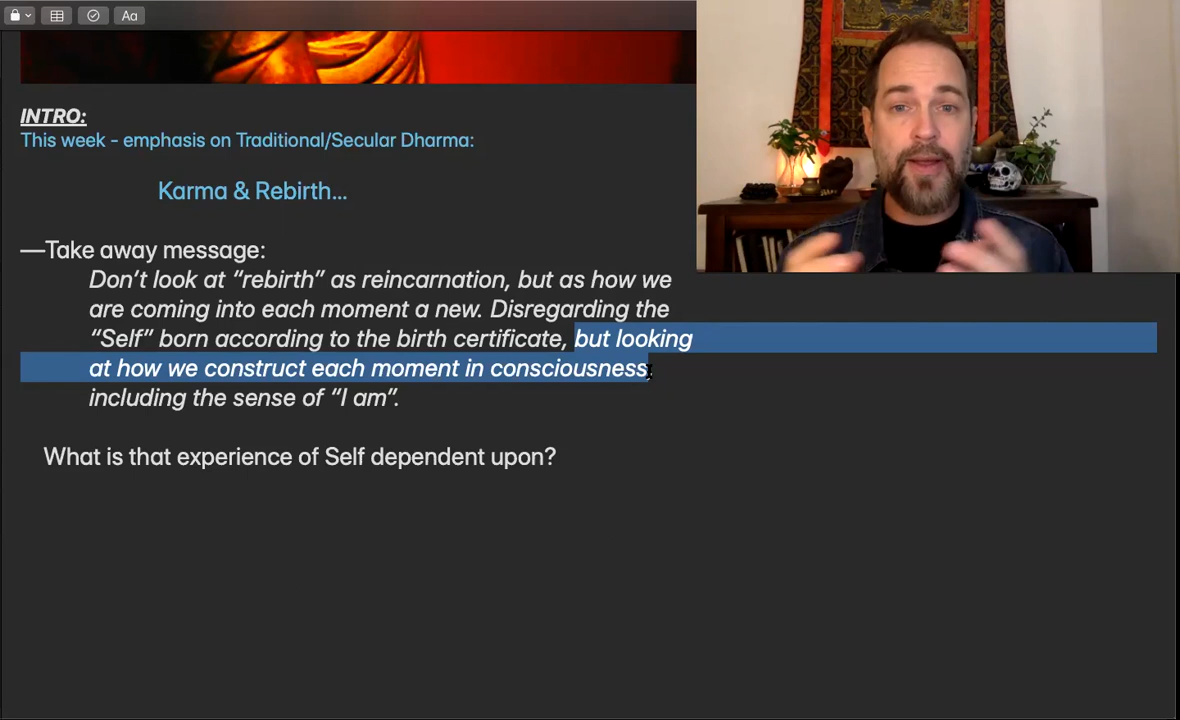 Aa
INTRO:
This week - emphasis on Traditional/Secular Dharma:
Karma & Rebirth...
—Take away message:
Don't look at “rebirth” as reincarnation, but as how we
are coming into each moment a new. Disregarding the
“Self” born according to the birth certificate, but looking
at how we construct each moment in consciousness,
including the sense of “I am”.
What is that experience of Self dependent upon?